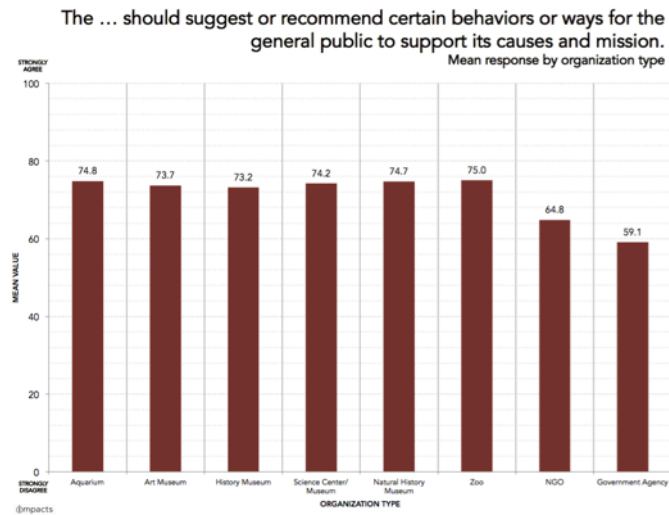 The ... should suggest or recommend certain behaviors or ways for the
general public to support its causes and mission.
Mean response by organization type
STRONGLY
AGREE
100
80
60
40
20
0
MEAN VALUE
74.8
73.7
73.2
74.2
74.7
75.0
64.8
59.1
STRONGLY
DISAGREE
Aquarium
Art Museum
History Museum
Science Center/
Museum
Natural History
Museum
Zoo
NGO
Government Agency
ORGANIZATION TYPE
impacts